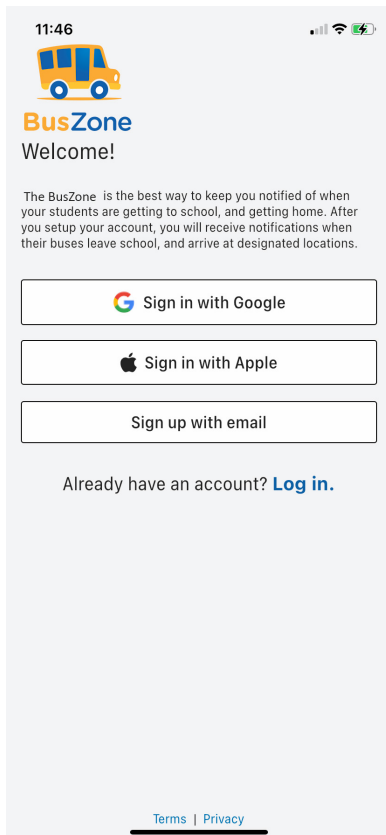 11:46
BusZone
Welcome!
The BusZone is the best way to keep you notified of when
your students are getting to school, and getting home. After
you setup your account, you will receive notifications when
their buses leave school, and arrive at designated locations.
Sign in with Google
Sign in with Apple
Sign up with email
Already have an account? Log in.
Terms | Privacy